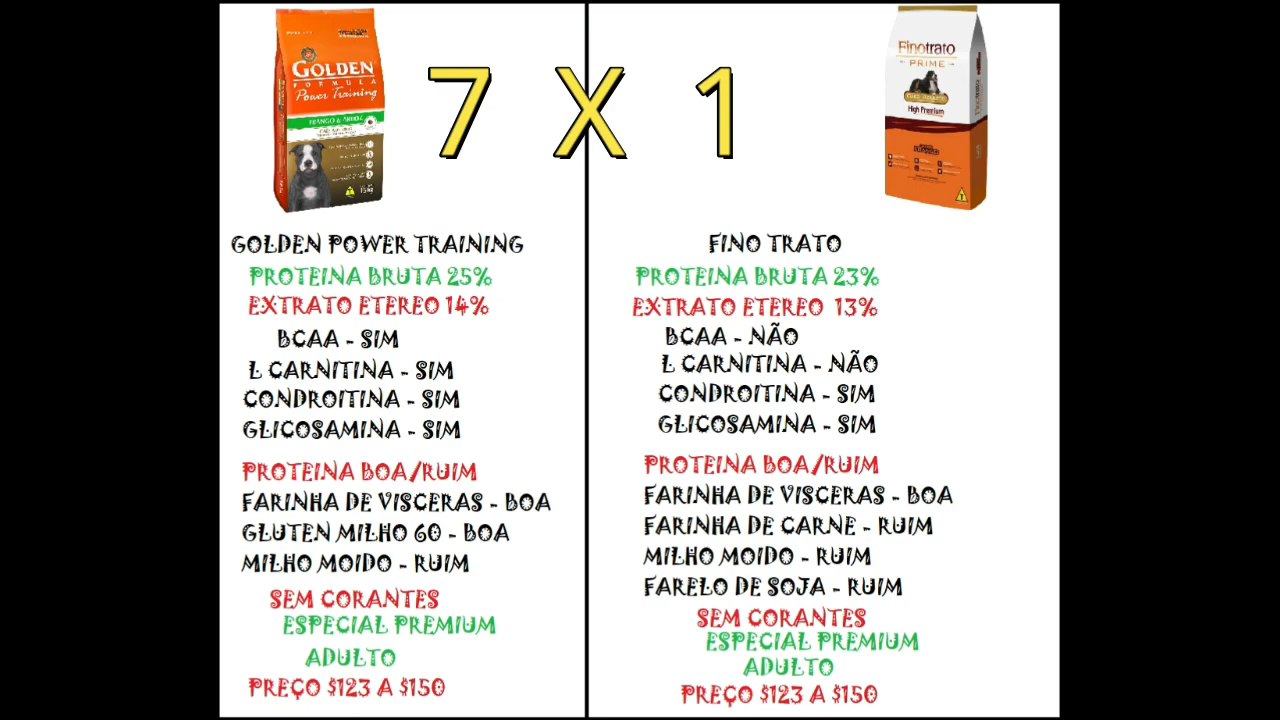 GOLDEN
FORMULA
Power Training
FRANGO & ARROZ
15kg
7 X 1
Finotrato
PRIME
High Premium
GOLDEN POWER TRAINING
PROTEINA BRUTA 25%
EXTRATO ETEREO 14%
BCAA - SIM
L CARNITINA - SIM
CONDROITINA - SIM
GLICOSAMINA - SIM
PROTEINA BOA/RUIM
FARINHA DE VISCERAS - BOA
GLUTEN MILHO 60 - BOA
MILHO MOIDO - RUIM
SEM CORANTES
ESPECIAL PREMIUM
ADULTO
PREÇO $123 A $150
FINO TRATO
PROTEINA BRUTA 23%
EXTRATO ETEREO 13%
BCAA - NÃO
L CARNITINA - NÃO
CONDROITINA - SIM
GLICOSAMINA - SIM
PROTEINA BOA/RUIM
FARINHA DE VISCERAS - BOA
FARINHA DE CARNE - RUIM
MILHO MOIDO - RUIM
FARELO DE SOJA - RUIM
SEM CORANTES
ESPECIAL PREMIUM
ADULTO
PREÇO $123 A $150